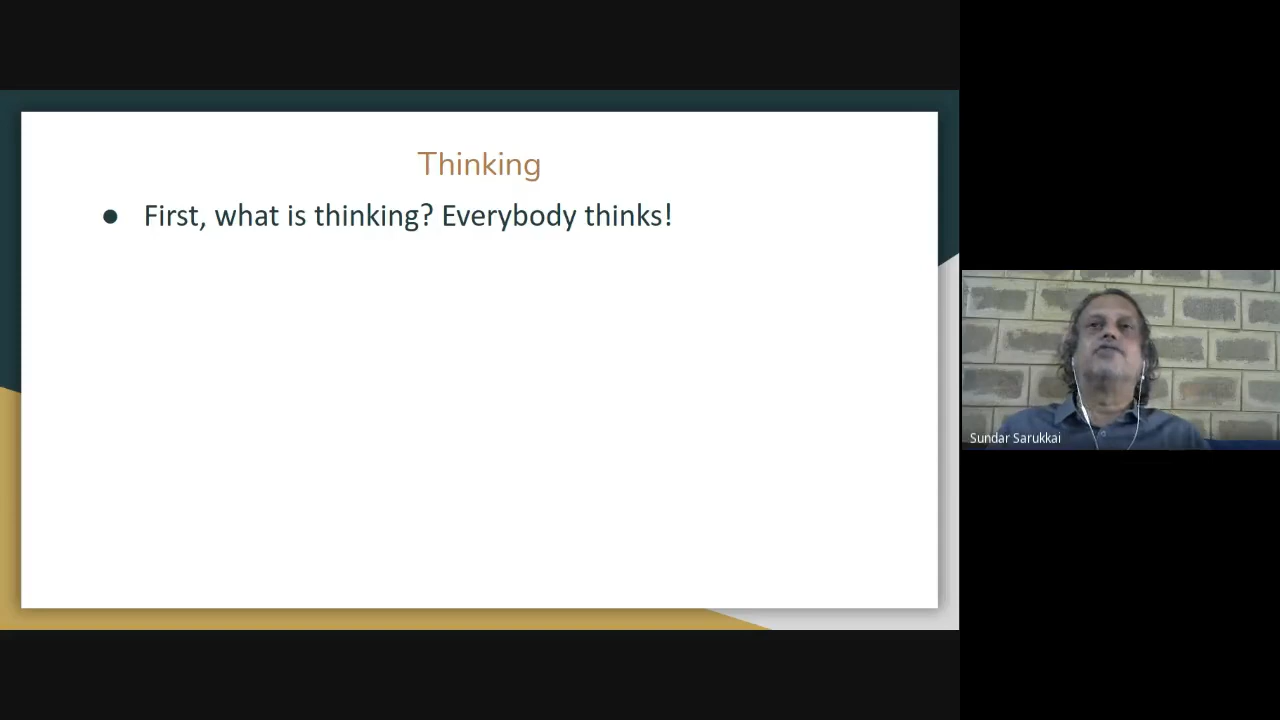 Thinking
● First, what is thinking? Everybody thinks!
Sundar Sarukkai